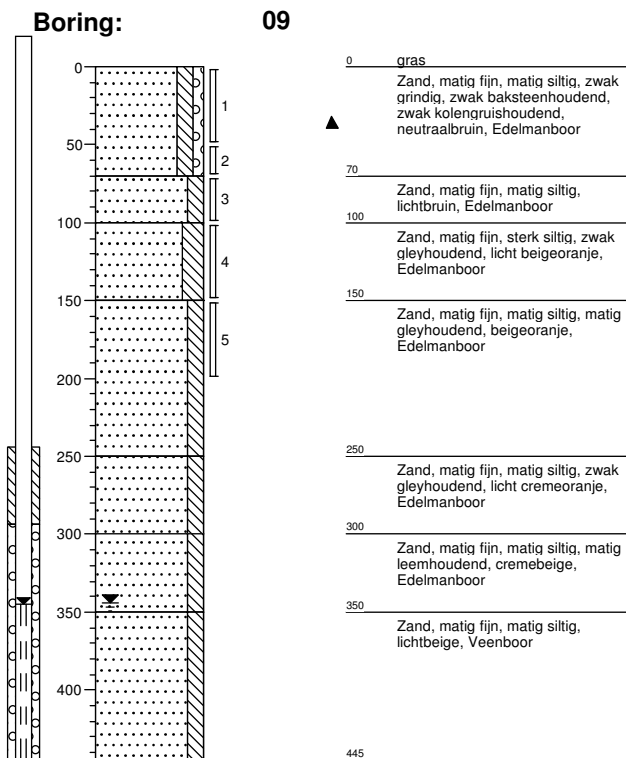 Boring: 09
0
50
100
150
200
250
300
350
400
1
2
3
4
5
0 gras
Zand, matig fijn, matig siltig, zwak
grindig, zwak baksteenhoudend,
zwak kolengruishoudend,
neutraalbruin, Edelmanboor
70
Zand, matig fijn, matig siltig,
lichtbruin, Edelmanboor
100
Zand, matig fijn, sterk siltig, zwak
gleyhoudend, licht beigeoranje,
Edelmanboor
150
Zand, matig fijn, matig siltig, matig
gleyhoudend, beigeoranje,
Edelmanboor
250
Zand, matig fijn, matig siltig, zwak
gleyhoudend, licht cremeoranje,
Edelmanboor
300
Zand, matig fijn, matig siltig, matig
leemhoudend, cremebeige,
Edelmanboor
350
Zand, matig fijn, matig siltig,
lichtbeige, Veenboor
445